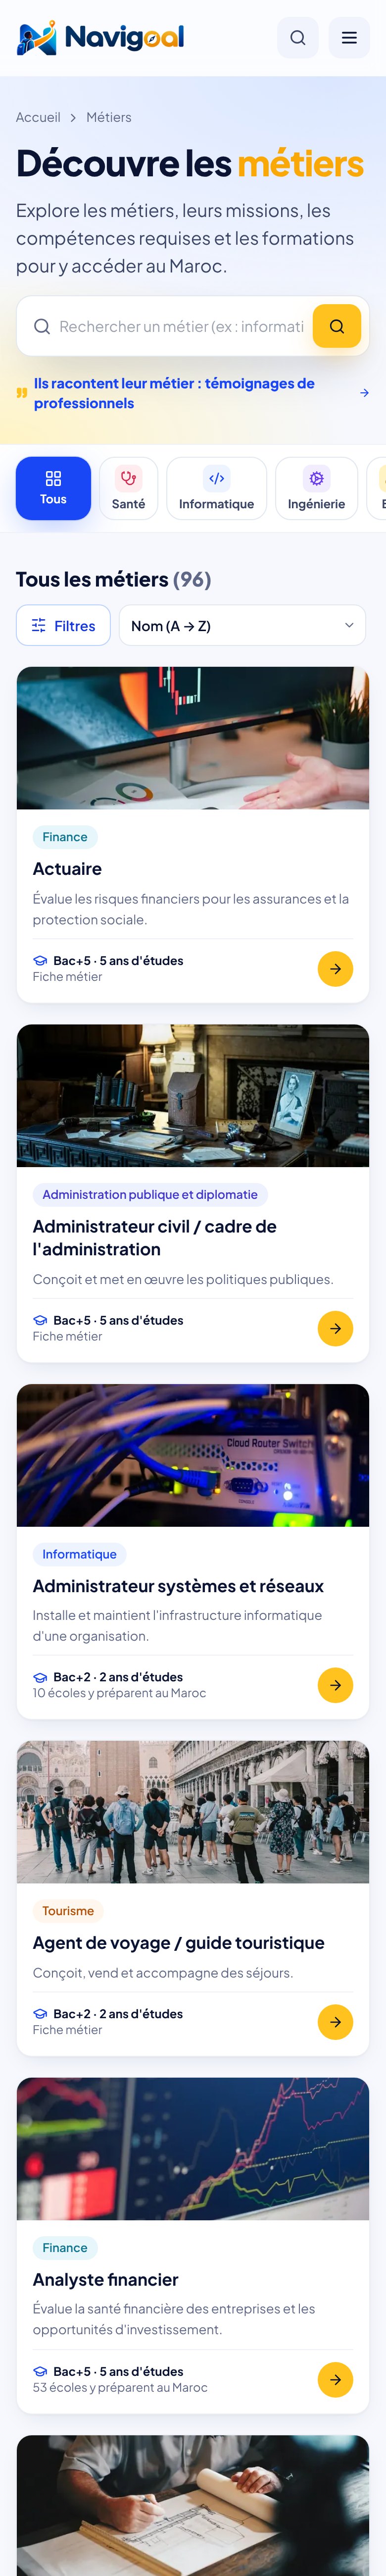 Navigoal
Accueil > Métiers
Découvre les métiers
Explore les métiers, leurs missions, les
compétences requises et les formations
pour y accéder au Maroc.
Rechercher un métier (ex : informati
Ils racontent leur métier : témoignages de
professionnels
Tous
Santé
Informatique
Ingénierie
Tous les métiers (96)
Filtres
Nom (A → Z)
Finance
Actuaire
Évalue les risques financiers pour les assurances et la
protection sociale.
Bac+5 · 5 ans d'études
Fiche métier
Administration publique et diplomatie
Administrateur civil / cadre de
l'administration
Conçoit et met en œuvre les politiques publiques.
Bac+5 · 5 ans d'études
Fiche métier
Cloud Router Switch
Informatique
Administrateur systèmes et réseaux
Installe et maintient l'infrastructure informatique
d'une organisation.
Bac+2 · 2 ans d'études
10 écoles y préparent au Maroc
Tourisme
Agent de voyage / guide touristique
Conçoit, vend et accompagne des séjours.
Bac+2 · 2 ans d'études
Fiche métier
Finance
Analyste financier
Évalue la santé financière des entreprises et les
opportunités d'investissement.
Bac+5 · 5 ans d'études
53 écoles y préparent au Maroc